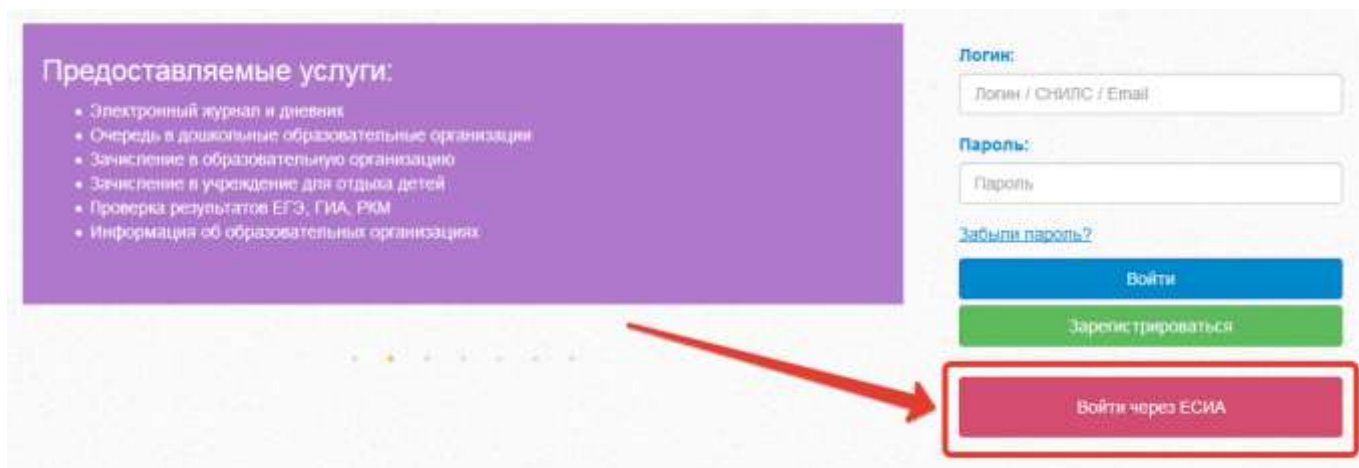 Предоставляемые услуги:
• Электронный журнал и дневник
• Очередь в дошкольные образовательные организации
• Зачисление в образовательную организацию
• Зачисление в учреждение для отдыха детей
• Проверка результатов ЕГЭ, ГИА, РКМ
• Информация об образовательных организациях
Логин:
Логин / СНИЛС / Email
Пароль:
Пароль
Забыли пароль?
Войти
Зарегистрироваться
Войти через ЕСИА